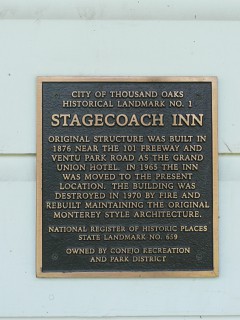 CITY OF THOUSAND OAKS
HISTORICAL LANDMARK NO. 1
STAGECOACH INN
ORIGINAL STRUCTURE WAS BUILT IN
1876 NEAR THE 101 FREEWAY AND
VENTU PARK ROAD AS THE GRAND
UNION HOTEL. IN 1965 THE INN
WAS MOVED TO THE PRESENT
LOCATION. THE BUILDING WAS
DESTROYED IN 1970 BY FIRE AND
REBUILT MAINTAINING THE ORIGINAL
MONTEREY STYLE ARCHITECTURE.
NATIONAL REGISTER OF HISTORIC PLACES
STATE LANDMARK NO. 659
OWNED BY CONEJO RECREATION
AND PARK DISTRICT